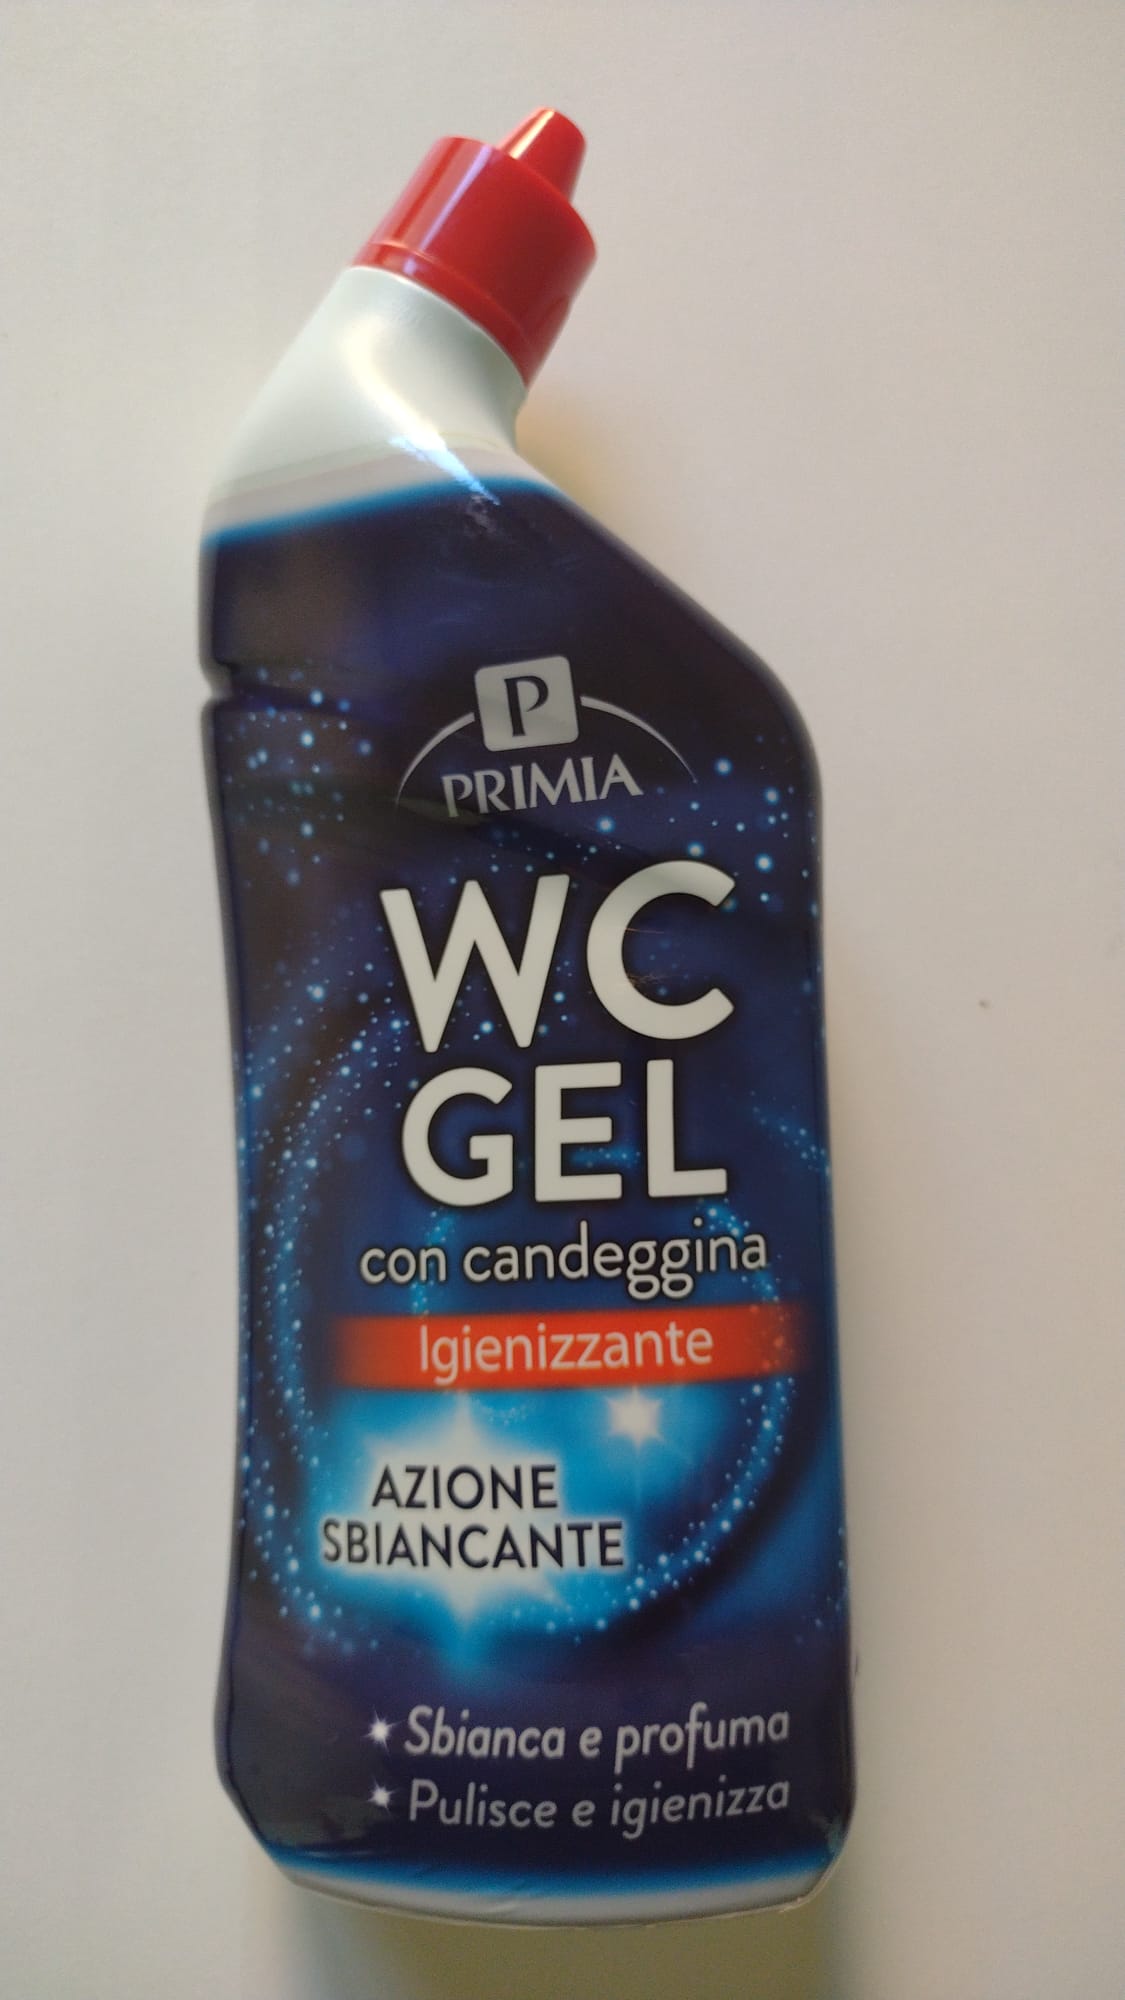 P
PRIMIA
WC
GEL
con candeggina
Igienizzante
AZIONE
SBIANCANTE
Sbianca e profuma
Pulisce e igienizza